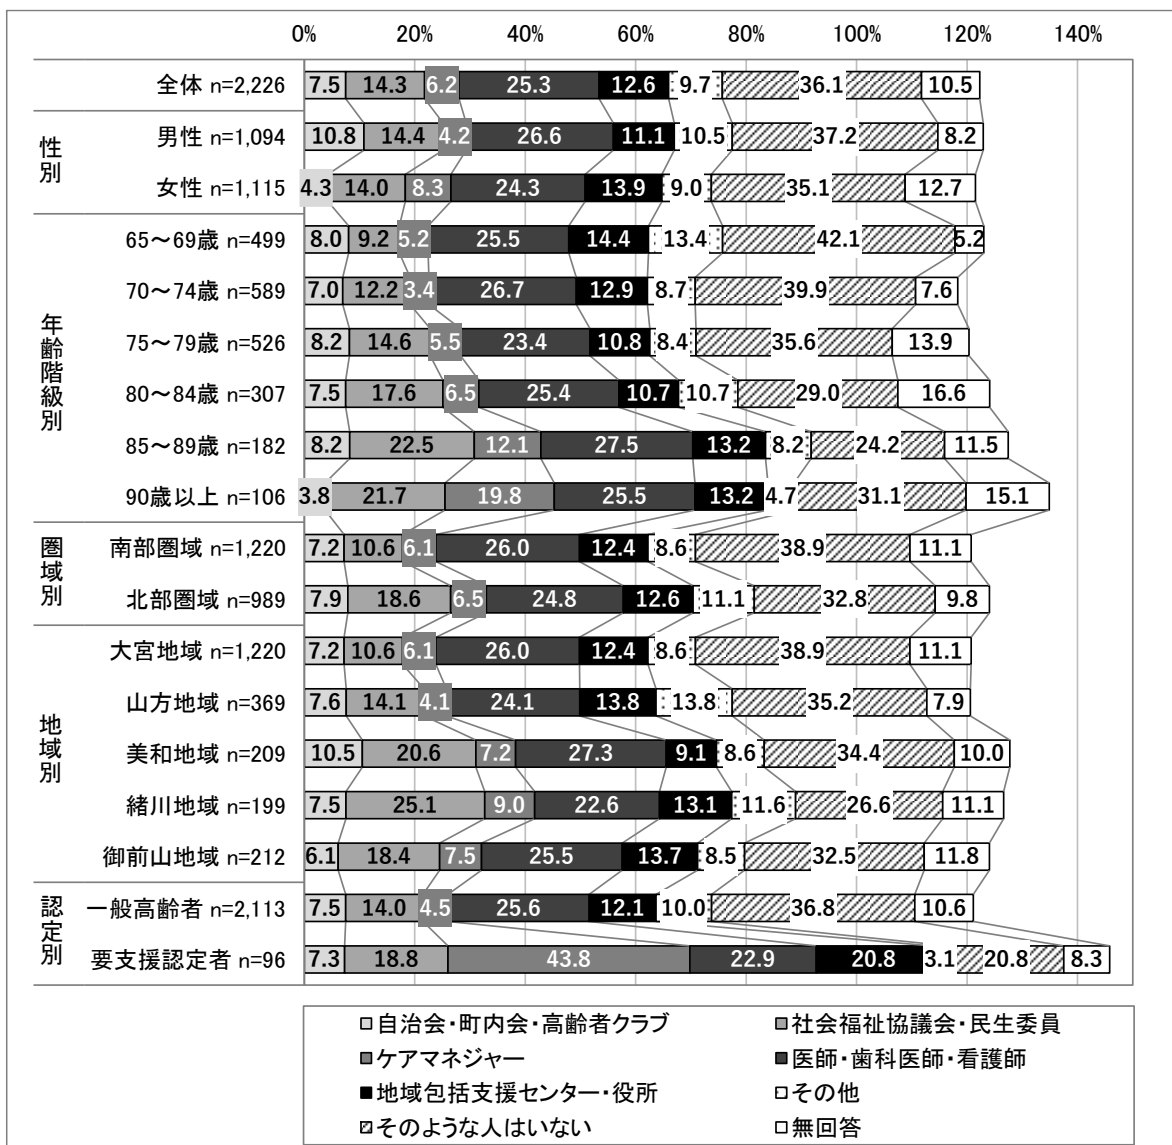 0% 20% 40% 60% 80% 100% 120% 140%
全体 n=2,226 7.5 14.3 6.2 25.3 12.6 9.7 36.1 10.5
性別
男性 n=1,094 10.8 14.4 4.2 26.6 11.1 10.5 37.2 8.2
女性 n=1,115 4.3 14.0 8.3 24.3 13.9 9.0 35.1 12.7
年齢階級別
65～69歳 n=499 8.0 9.2 5.2 25.5 14.4 13.4 42.1 5.2
70～74歳 n=589 7.0 12.2 3.4 26.7 12.9 8.7 39.9 7.6
75～79歳 n=526 8.2 14.6 5.5 23.4 10.8 8.4 35.6 13.9
80～84歳 n=307 7.5 17.6 6.5 25.4 10.7 10.7 29.0 16.6
85～89歳 n=182 8.2 22.5 12.1 27.5 13.2 8.2 24.2 11.5
90歳以上 n=106 3.8 21.7 19.8 25.5 13.2 4.7 31.1 15.1
圏域別
南部圏域 n=1,220 7.2 10.6 6.1 26.0 12.4 8.6 38.9 11.1
北部圏域 n=989 7.9 18.6 6.5 24.8 12.6 11.1 32.8 9.8
地域別
大宮地域 n=1,220 7.2 10.6 6.1 26.0 12.4 8.6 38.9 11.1
山方地域 n=369 7.6 14.1 4.1 24.1 13.8 13.8 35.2 7.9
美和地域 n=209 10.5 20.6 7.2 27.3 9.1 8.6 34.4 10.0
緒川地域 n=199 7.5 25.1 9.0 22.6 13.1 11.6 26.6 11.1
御前山地域 n=212 6.1 18.4 7.5 25.5 13.7 8.5 32.5 11.8
認定別
一般高齢者 n=2,113 7.5 14.0 4.5 25.6 12.1 10.0 36.8 10.6
要支援認定者 n=96 7.3 18.8 43.8 22.9 20.8 3.1 20.8 8.3
自治会・町内会・高齢者クラブ 社会福祉協議会・民生委員
ケアマネジャー 医師・歯科医師・看護師
地域包括支援センター・役所 その他
そのような人はいない 無回答